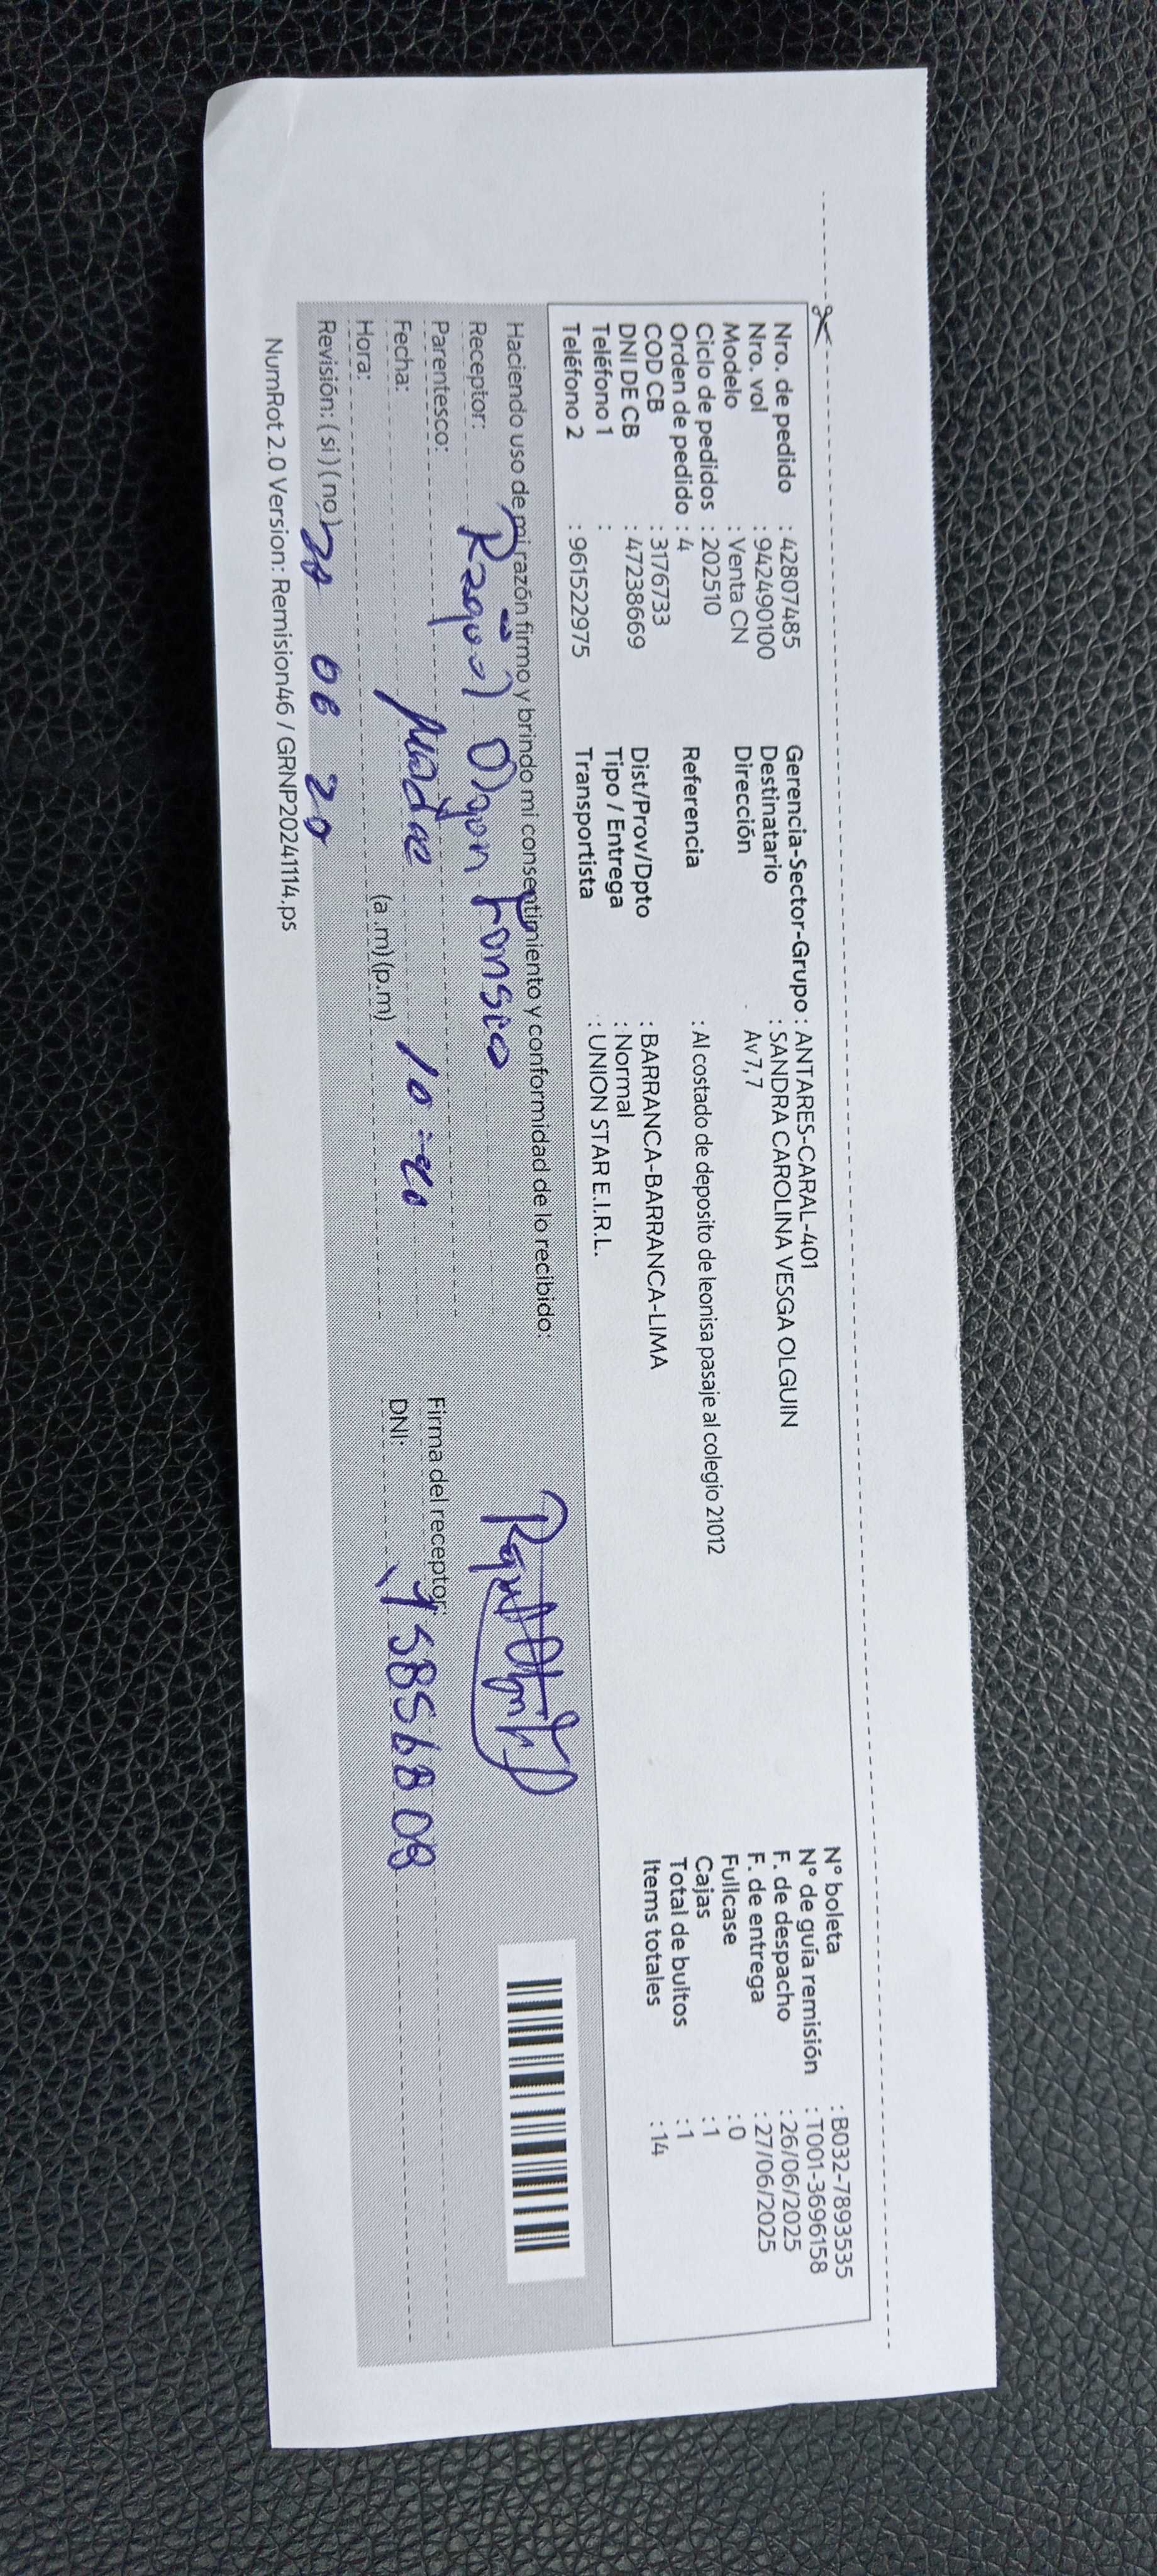 Nro. de pedido : 42807485
Nro. vol : 942490100
Modelo : Venta CN
Ciclo de pedidos : 202510
Orden de pedido : 4
COD CB : 3176733
DNI DE CB : 47238669
Teléfono 1 :
Teléfono 2 : 961522975
Gerencia-Sector-Grupo : ANTARES-CARAL-401
Destinatario : SANDRA CAROLINA VESGA OLGUIN
Dirección Av 7,7
Referencia : Al costado de deposito de leonisa pasaje al colegio 21012
Dist/Prov/Dpto : BARRANCA-BARRANCA-LIMA
Tipo / Entrega : Normal
Transportista : UNION STAR E.I.R.L.
N° boleta : B032-7893535
N° de guía remisión : T001-3696158
F. de despacho : 26/06/2025
F. de entrega : 27/06/2025
Fullcase : 0
Cajas : 1
Total de bultos : 1
Items totales : 14
Haciendo uso de mi razón firmo y brindo mi consentimiento y conformidad de lo recibido:
Receptor:
Parentesco: Madre
Fecha: 10
Hora: (a.m) (p.m)
Revisión: (si) (no) 06 20
Firma del receptor:
DNI:
NumRot 2.0 Version: Remision46 / GRNP20241114.ps